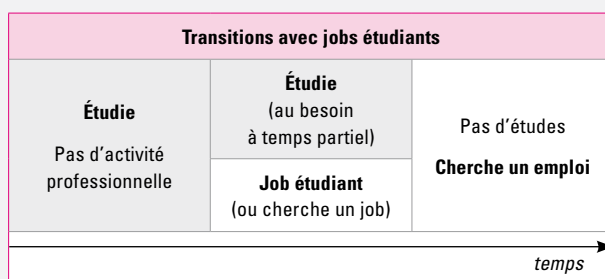 Transitions avec jobs étudiants
Étudie
Pas d'activité
professionnelle
Étudie
(au besoin
à temps partiel)
Job étudiant
(ou cherche un job)
Pas d'études
Cherche un emploi
temps